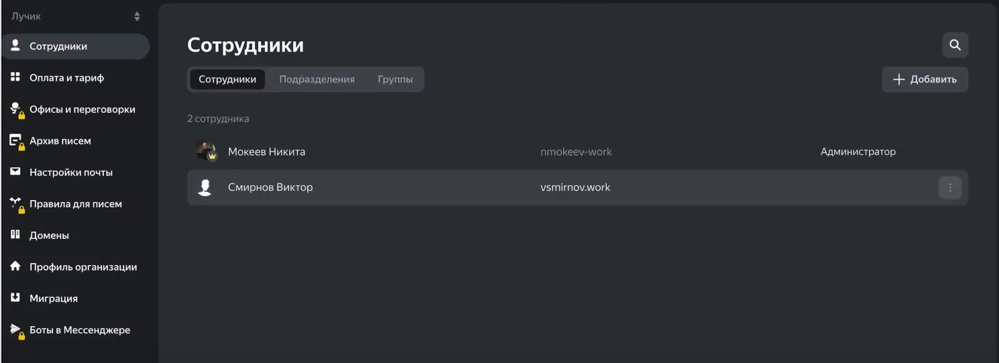 Лучик
Сотрудники
Оплата и тариф
Офисы и переговорки
Архив писем
Настройки почты
Правила для писем
Домены
Профиль организации
Миграция
Боты в Мессенджере
Сотрудники
Сотрудники Подразделения Группы
Добавить
2 сотрудника
Мокеев Никита nmokeev-work Администратор
Смирнов Виктор vsmirnov.work